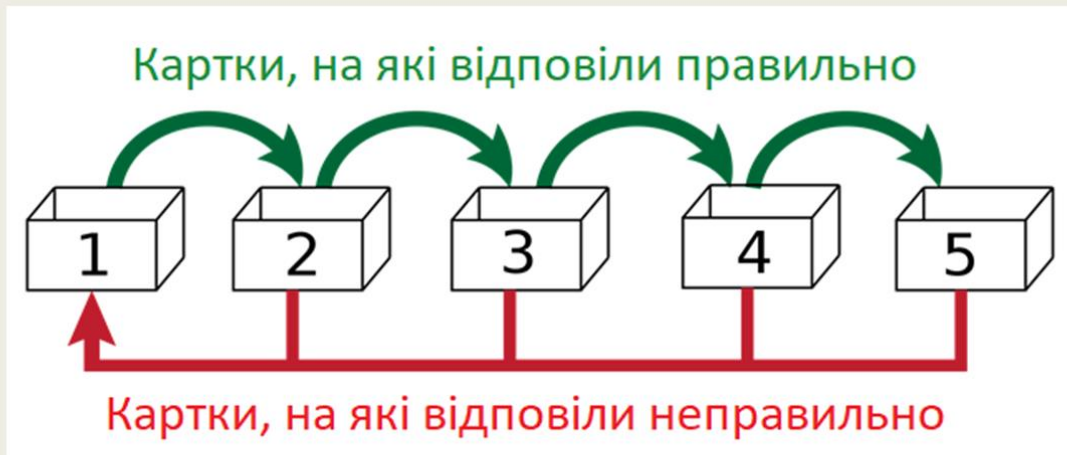 Картки, на які відповіли правильно
1 2 3 4 5
Картки, на які відповіли неправильно